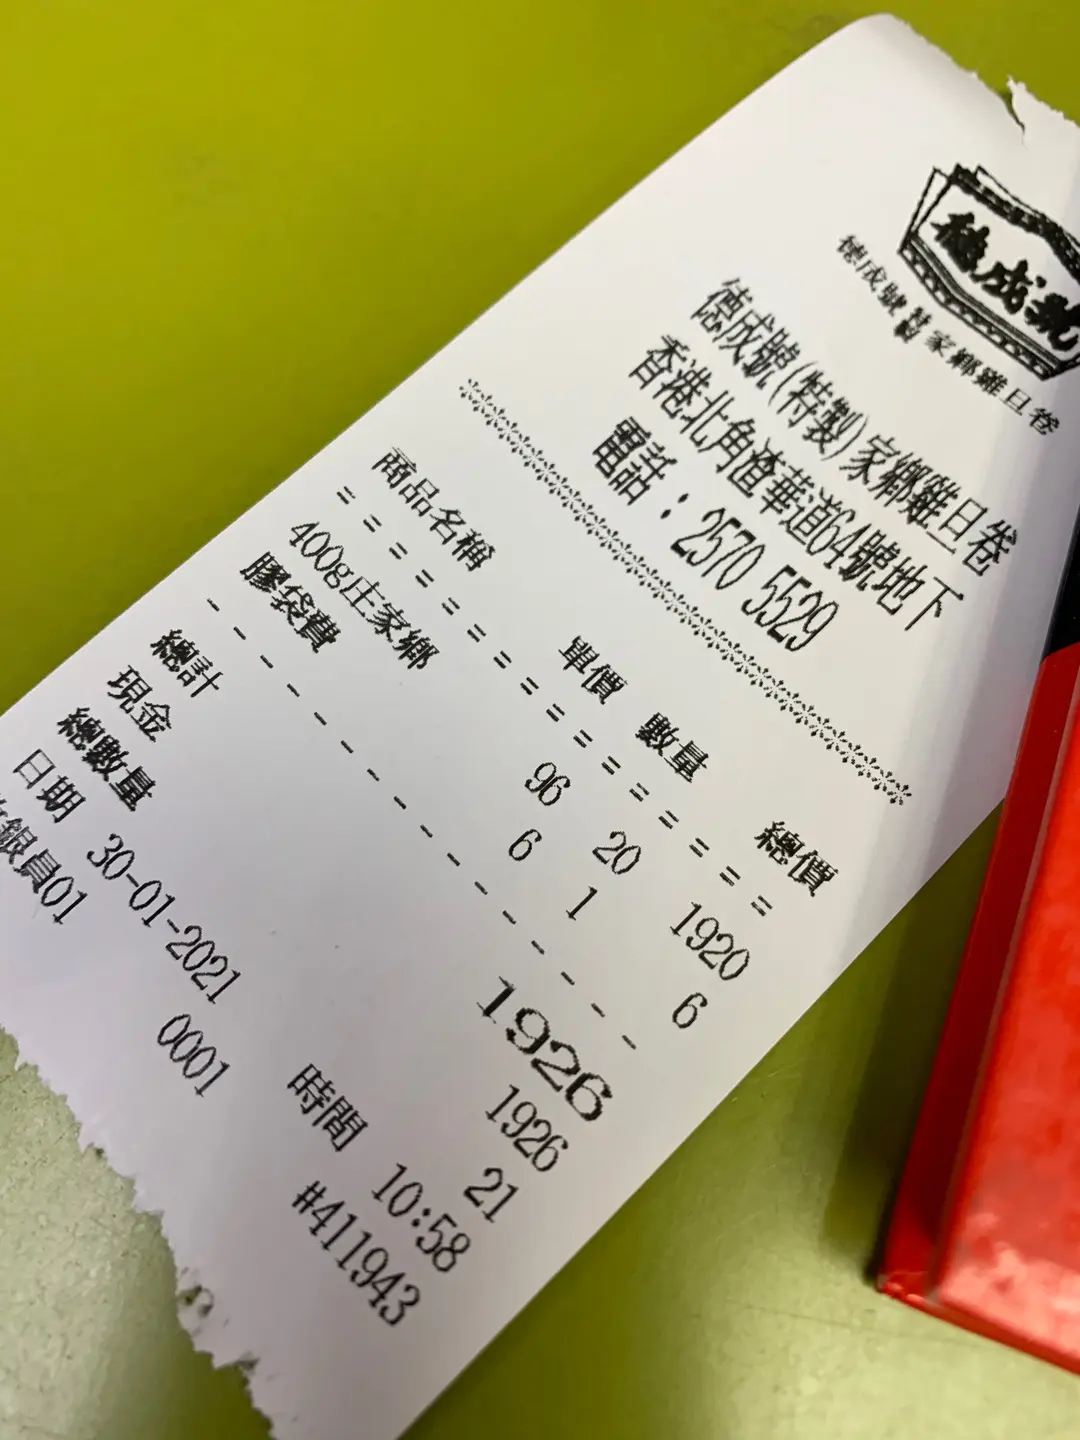 德成號
德成號特製家鄉雞旦卷
德成號(特製)家鄉雞旦卷
香港北角渣華道64號地下
電話：2570 5529
商品名稱 單價 數量 總價
400g庄家鄉 96 20 1920
膠袋費 6 1 6
總計 1926
現金 1926
總數量 21
日期 30-01-2021 時間 10:58
銀員01 0001 #411943